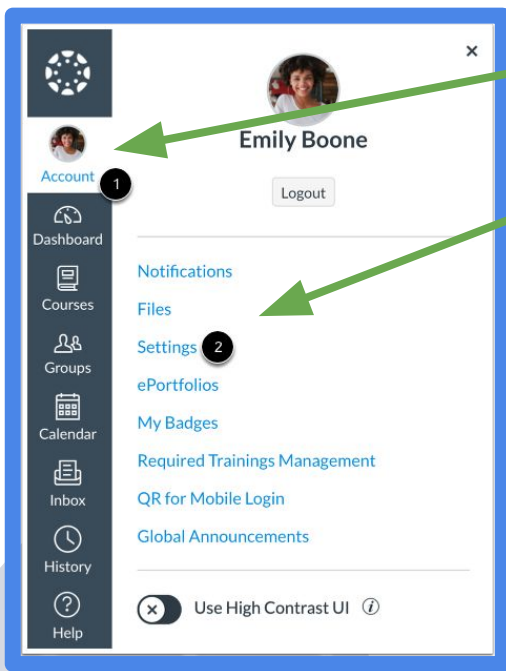 ×
Emily Boone
Logout
Account 1
Dashboard
Courses
Groups
Calendar
Inbox
History
Help
Notifications
Files
Settings 2
ePortfolios
My Badges
Required Trainings Management
QR for Mobile Login
Global Announcements
Use High Contrast UI i